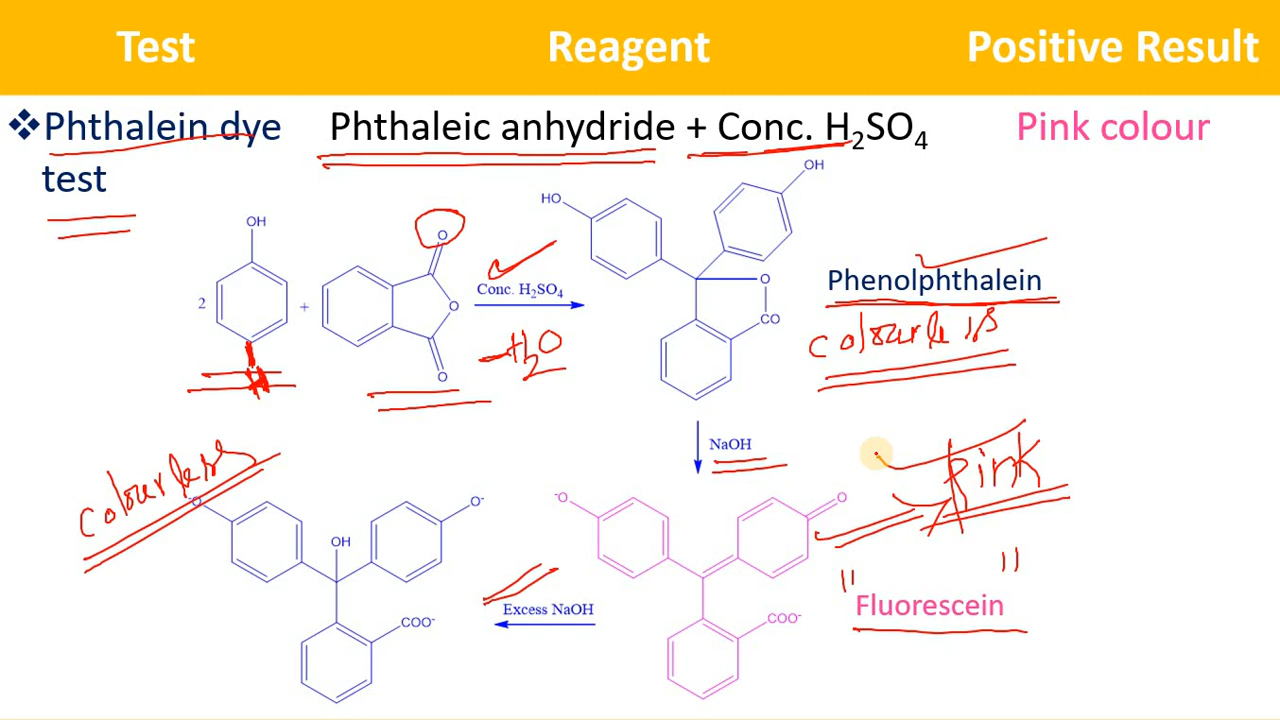 Test Reagent Positive Result
❖Phthalein dye Phthaleic anhydride + Conc. H₂SO₄ Pink colour
test
OH
HO
OH
2
+
O
O
O
Conc. H₂SO₄
-H₂O
O
CO
Phenolphthalein
colourless
H
NaOH
Pink
colourless
⁻O
O⁻
OH
COO⁻
Excess NaOH
⁻O
O
COO⁻
" Fluorescein "